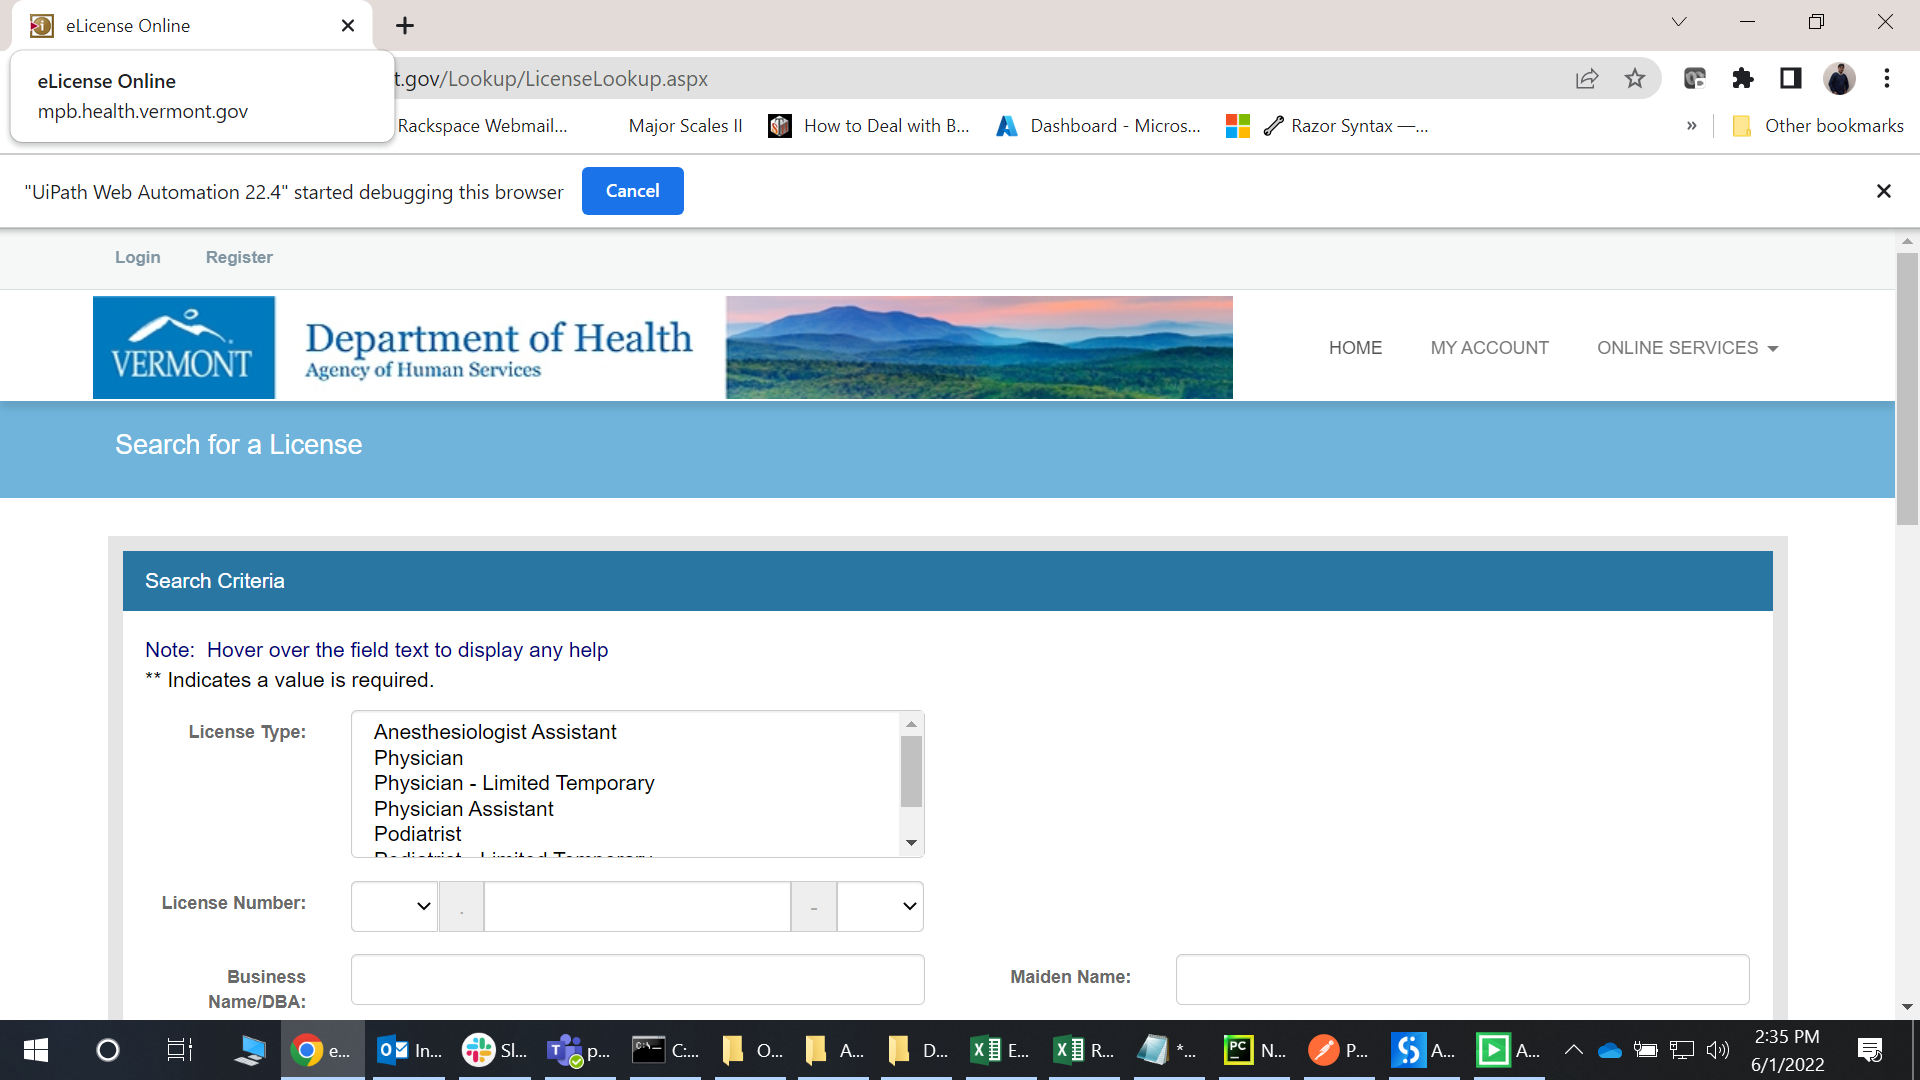 eLicense Online
eLicense Online
mpb.health.vermont.gov
t.gov/Lookup/LicenseLookup.aspx
Rackspace Webmail...
Major Scales II
How to Deal with B...
Dashboard - Micros...
Razor Syntax —...
»
Other bookmarks
"UiPath Web Automation 22.4" started debugging this browser
Cancel
Login
Register
VERMONT
Department of Health
Agency of Human Services
HOME
MY ACCOUNT
ONLINE SERVICES
Search for a License
Search Criteria
Note: Hover over the field text to display any help
** Indicates a value is required.
License Type:
Anesthesiologist Assistant
Physician
Physician - Limited Temporary
Physician Assistant
Podiatrist
Podiatrist - Limited Temporary
License Number:
.
-
Business
Name/DBA:
Maiden Name:
e...
In...
Sl...
p...
C:...
O...
A...
D...
E...
R...
*...
PC
N...
P...
A...
A...
2:35 PM
6/1/2022